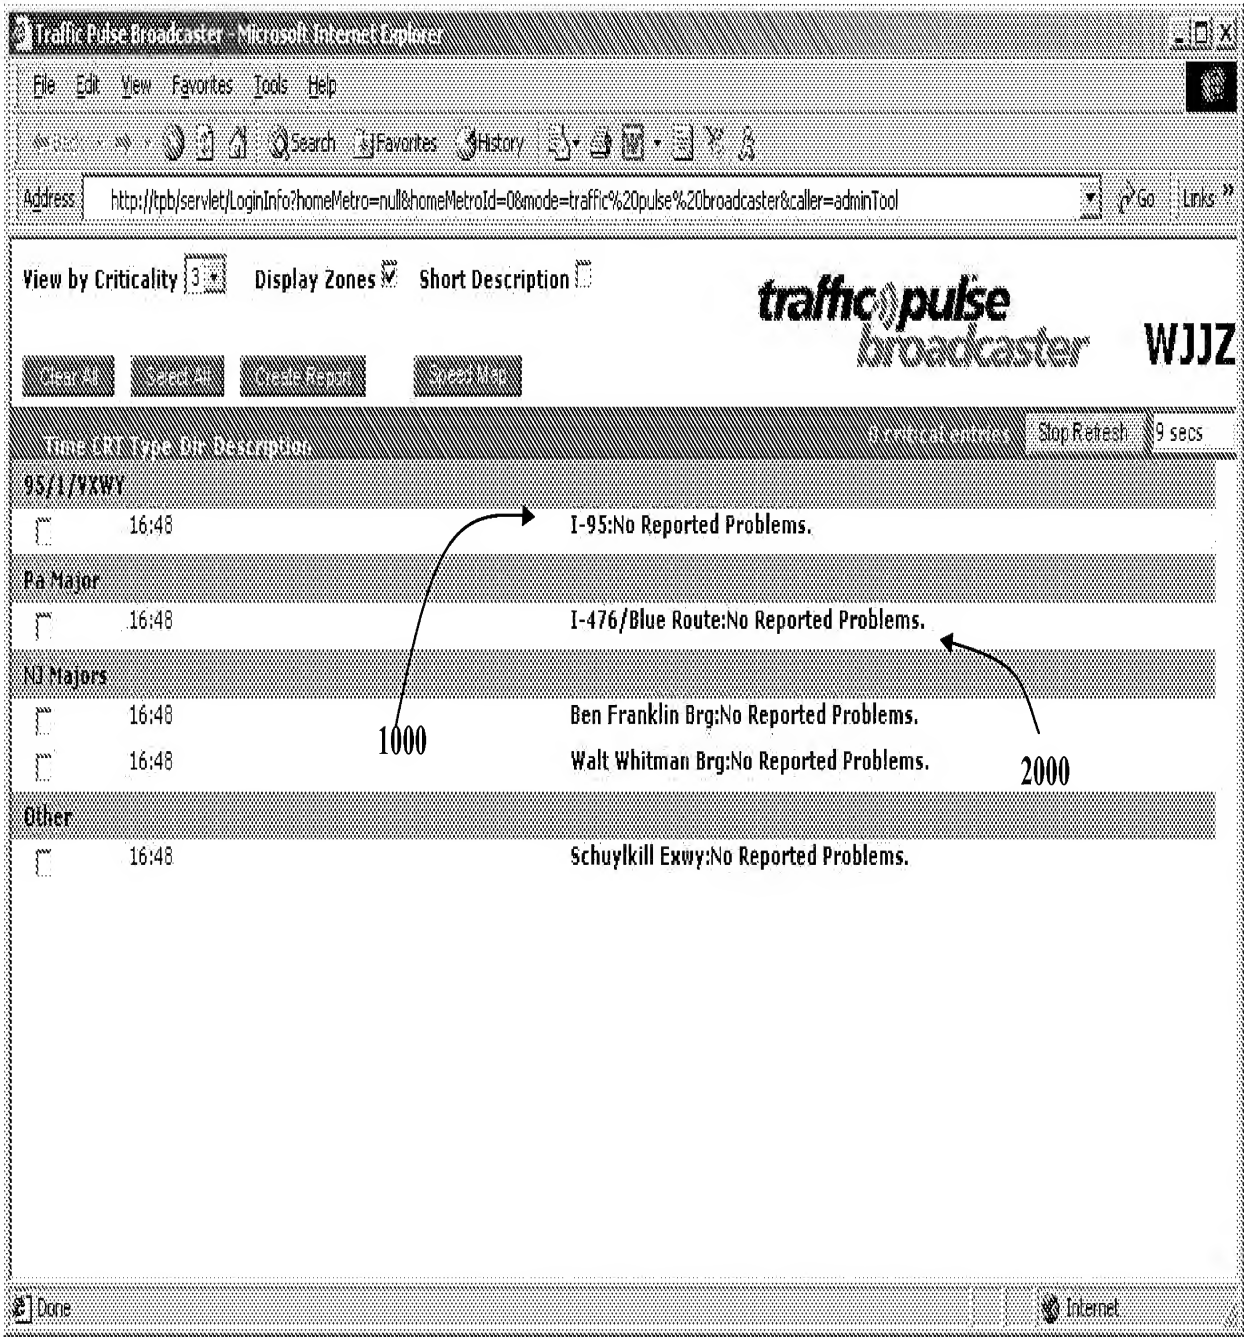 Traffic Pulse Broadcaster - Microsoft Internet Explorer
File Edit View Favorites Tools Help
Search Favorites History
Address http://tpb/servlet/LoginInfo?homeMetro=null&homeMetroId=0&mode=traffic%20pulse%20broadcaster&caller=adminTool Go Links »
View by Criticality 3 Display Zones Short Description
traffic pulse
broadcaster WJJZ
Clear All Select All Create Report Speed Map
0 critical entries Stop Refresh 9 secs
Time CRT Type Dir Description
95/1/VXWY
16:48 I-95:No Reported Problems.
Pa Major
16:48 I-476/Blue Route:No Reported Problems.
NJ Majors
16:48 Ben Franklin Brg:No Reported Problems.
1000
16:48 Walt Whitman Brg:No Reported Problems.
2000
Other
16:48 Schuylkill Exwy:No Reported Problems.
Done Internet